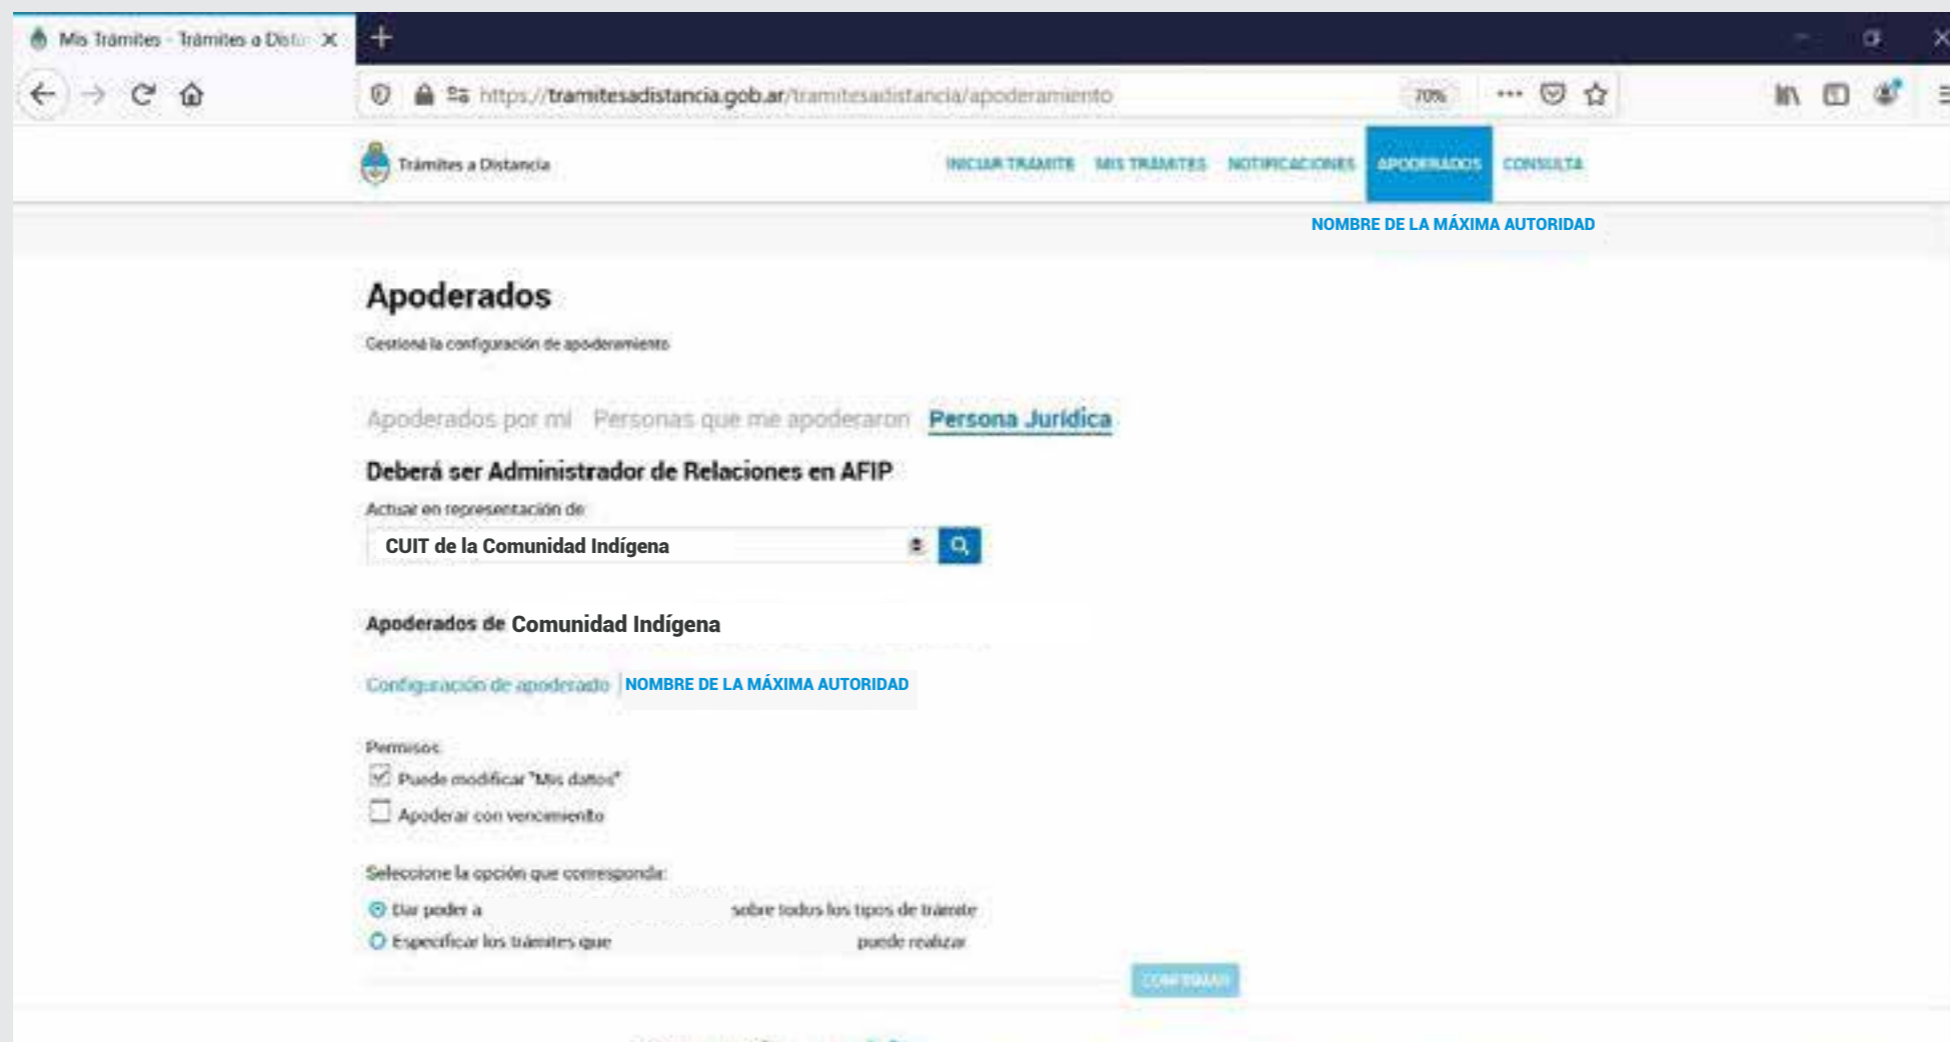 Mis Trámites - Trámites a Dista
https://tramitesadistancia.gob.ar/tramitesadistancia/apoderamiento
70%
Trámites a Distancia
INICIAR TRÁMITE MIS TRÁMITES NOTIFICACIONES APODERADOS CONSULTA
NOMBRE DE LA MÁXIMA AUTORIDAD
Apoderados
Gestioná la configuración de apoderamiento
Apoderados por mí Personas que me apoderaron Persona Jurídica
Deberá ser Administrador de Relaciones en AFIP
Actuar en representación de
CUIT de la Comunidad Indígena
Apoderados de Comunidad Indígena
Configuración de apoderado NOMBRE DE LA MÁXIMA AUTORIDAD
Permisos
Puede modificar "Mis datos"
Apoderar con vencimiento
Seleccione la opción que corresponda:
Dar poder a sobre todos los tipos de trámite
Especificar los trámites que puede realizar
CONFIRMAR